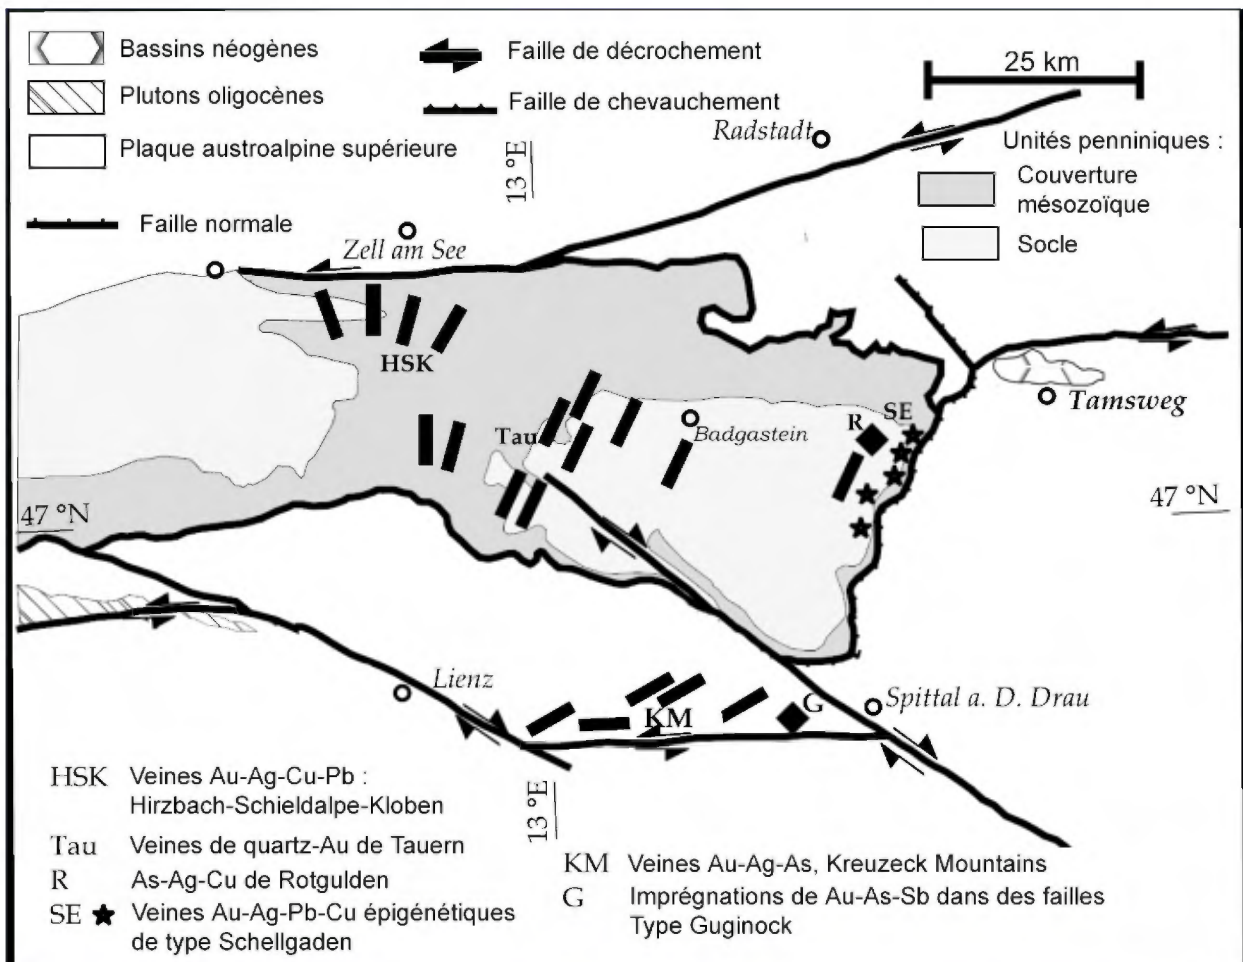 Bassins néogènes
Plutons oligocènes
Plaque austroalpine supérieure
Faille normale
Faille de décrochement
Faille de chevauchement
25 km
Unités penniniques :
Couverture
mésozoïque
Socle
13 °E
Radstadt
Zell am See
HSK
Tau
Badgastein
R
SE
Tamsweg
47 °N
47 °N
Lienz
KM
G
Spittal a. D. Drau
13 °E
HSK Veines Au-Ag-Cu-Pb :
Hirzbach-Schieldalpe-Kloben
Tau Veines de quartz-Au de Tauern
R As-Ag-Cu de Rotgulden
SE Veines Au-Ag-Pb-Cu épigénétiques
de type Schellgaden
KM Veines Au-Ag-As, Kreuzeck Mountains
G Imprégnations de Au-As-Sb dans des failles
Type Guginock